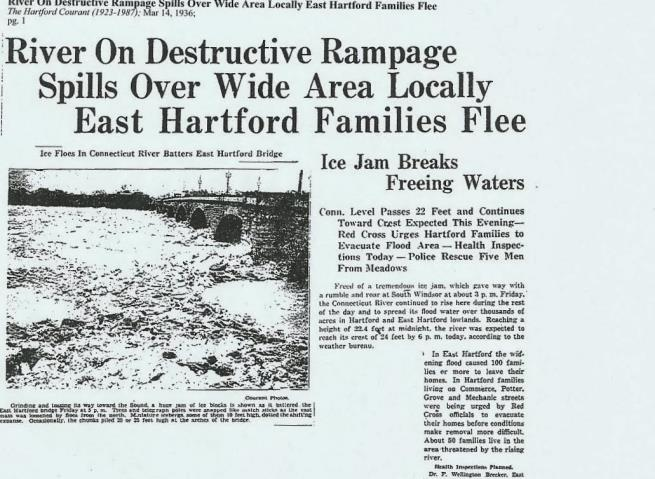 River On Destructive Rampage Spills Over Wide Area Locally East Hartford Families Flee
The Hartford Courant (1923-1987); Mar 14, 1936;
pg. 1
River On Destructive Rampage
Spills Over Wide Area Locally
East Hartford Families Flee
Ice Floes In Connecticut River Batters East Hartford Bridge
Courant Photos.
Grinding and tossing its way toward the Sound, a huge jam of ice blocks is shown as it battered the
East Hartford bridge Friday at 5 p. m. Trees and telegraph poles were snapped like match sticks as the vast
mass was loosened by floes from the north. Miniature icebergs, some of them 10 feet high, dotted the shifting
expanse. Occasionally, the chunks piled 20 or 25 feet high at the arches of the bridge.
Ice Jam Breaks
Freeing Waters
Conn. Level Passes 22 Feet and Continues
Toward Crest Expected This Evening—
Red Cross Urges Hartford Families to
Evacuate Flood Area — Health Inspec-
tions Today — Police Rescue Five Men
From Meadows
Freed of a tremendous ice jam, which gave way with
a rumble and roar at South Windsor at about 3 p. m. Friday,
the Connecticut River continued to rise here during the rest
of the day and to spread its flood water over thousands of
acres in Hartford and East Hartford lowlands. Reaching a
height of 22.4 feet at midnight, the river was expected to
reach its crest of 24 feet by 6 p. m. today, according to the
weather bureau.
In East Hartford the wid-
ening flood caused 100 fami-
lies or more to leave their
homes. In Hartford families
living on Commerce, Potter,
Grove and Mechanic streets
were being urged by Red
Cross officials to evacuate
their homes before conditions
make removal more difficult.
About 50 families live in the
area threatened by the rising
river.
Health Inspections Planned.
Dr. F. Wellington Brecker, East